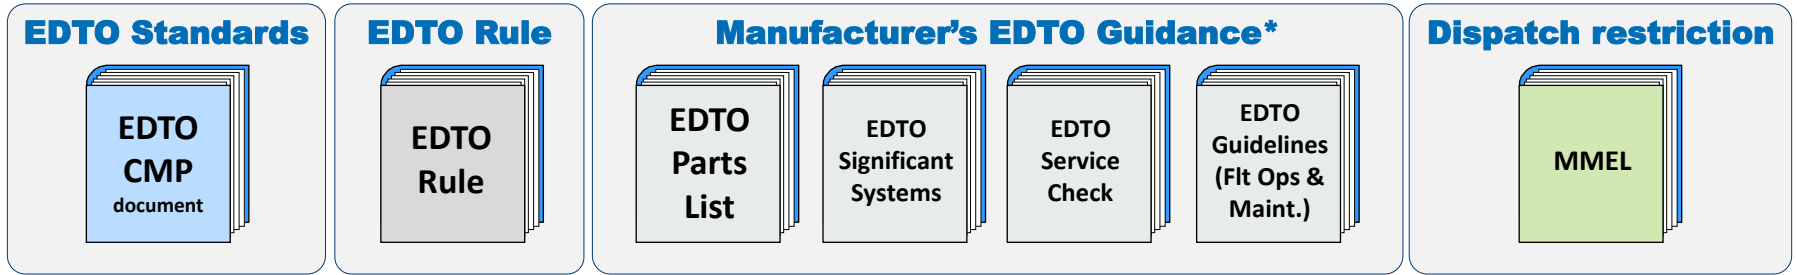 EDTO Standards
EDTO
CMP
document
EDTO Rule
EDTO
Rule
Manufacturer's EDTO Guidance*
EDTO
Parts
List
EDTO
Significant
Systems
EDTO
Service
Check
EDTO
Guidelines
(Flt Ops &
Maint.)
Dispatch restriction
MMEL